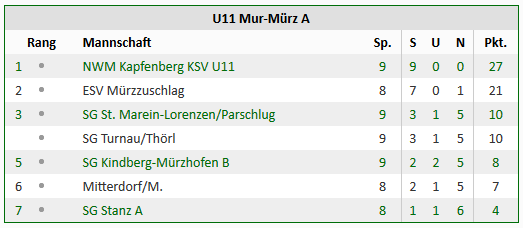 U11 Mur-Mürz A
Rang Mannschaft Sp. S U N Pkt.
1 NWM Kapfenberg KSV U11 9 9 0 0 27
2 ESV Mürzzuschlag 8 7 0 1 21
3 SG St. Marein-Lorenzen/Parschlug 9 3 1 5 10
SG Turnau/Thörl 9 3 1 5 10
5 SG Kindberg-Mürzhofen B 9 2 2 5 8
6 Mitterdorf/M. 8 2 1 5 7
7 SG Stanz A 8 1 1 6 4